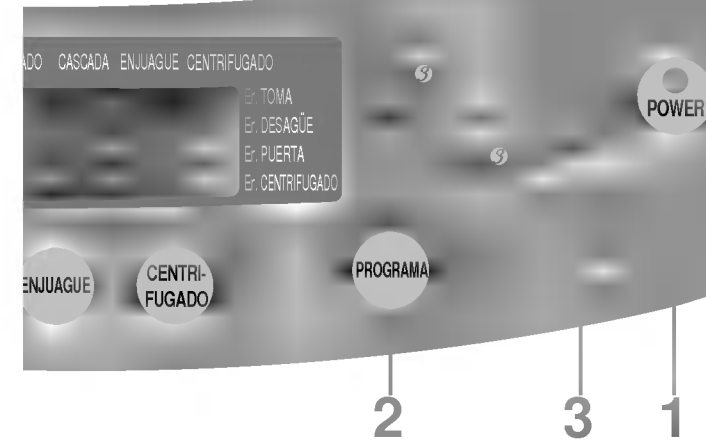 ADO CASCADA ENJUAGUE CENTRIFUGADO
Er. TOMA
Er. DESAGÜE
Er. PUERTA
Er. CENTRIFUGADO
POWER
ENJUAGUE
CENTRI-
FUGADO
PROGRAMA
2 3 1